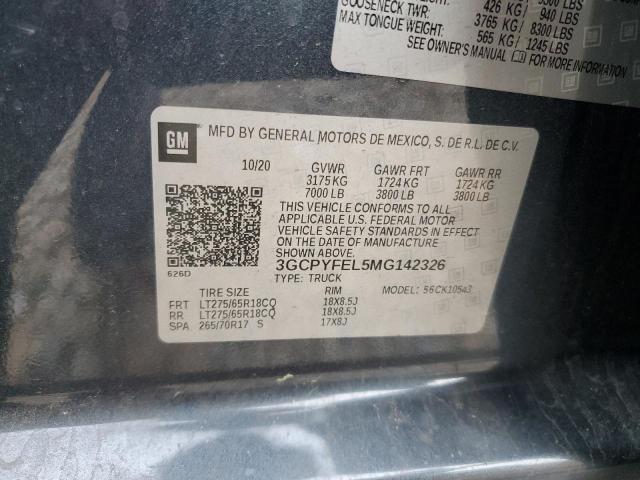 426 KG / 940 LBS
GOOSENECK TWR: 3765 KG / 8300 LBS
MAX TONGUE WEIGHT: 565 KG / 1245 LBS
SEE OWNER'S MANUAL FOR MORE INFORMATION
GM
MFD BY GENERAL MOTORS DE MEXICO, S. DE R.L. DE C.V.
10/20 GVWR GAWR FRT GAWR RR
3175 KG 1724 KG 1724 KG
7000 LB 3800 LB 3800 LB
THIS VEHICLE CONFORMS TO ALL
APPLICABLE U.S. FEDERAL MOTOR
VEHICLE SAFETY STANDARDS IN EFFECT
ON THE DATE OF MANUFACTURE
SHOWN ABOVE.
626D
3GCPYFEL5MG142326
TYPE: TRUCK
TIRE SIZE RIM MODEL: 56CK10543
FRT LT275/65R18CQ 18X8.5J
RR LT275/65R18CQ 18X8.5J
SPA 265/70R17 S 17X8J